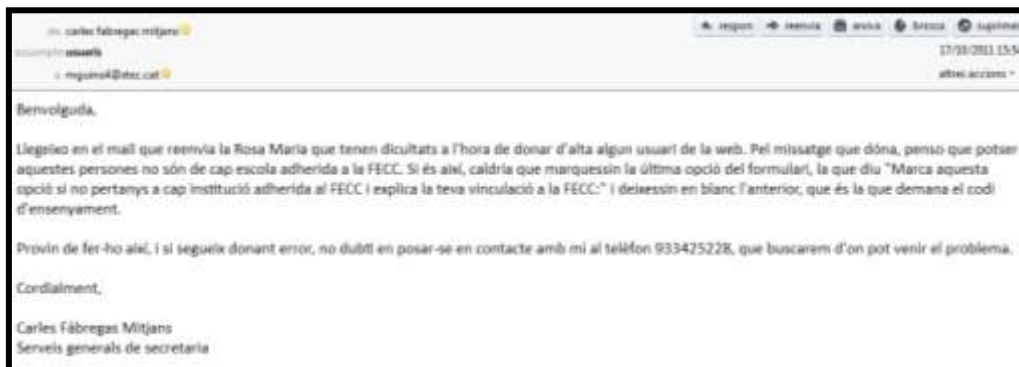 de: carles fabregas mitjans
assumpte: usuaris
a: mguino4@xtec.cat
respon reenvia arxiva brossa suprimeix
17/10/2011 15:54
altres accions
Benvolguda,
Llegeixo en el mail que reenvia la Rosa Maria que tenen dicultats a l'hora de donar d'alta algun usuari de la web. Pel missatge que dóna, penso que potser
aquestes persones no són de cap escola adherida a la FECC. Si és així, caldria que marquessin la última opció del formulari, la que diu "Marca aquesta
opció si no pertanys a cap institució adherida al FECC i explica la teva vinculació a la FECC:" i deixessin en blanc l'anterior, que és la que demana el codi
d'ensenyament.
Provin de fer-ho així, i si segueix donant error, no dubti en posar-se en contacte amb mi al telèfon 933425228, que buscarem d'on pot venir el problema.
Cordialment,
Carles Fàbregas Mitjans
Serveis generals de secretaria